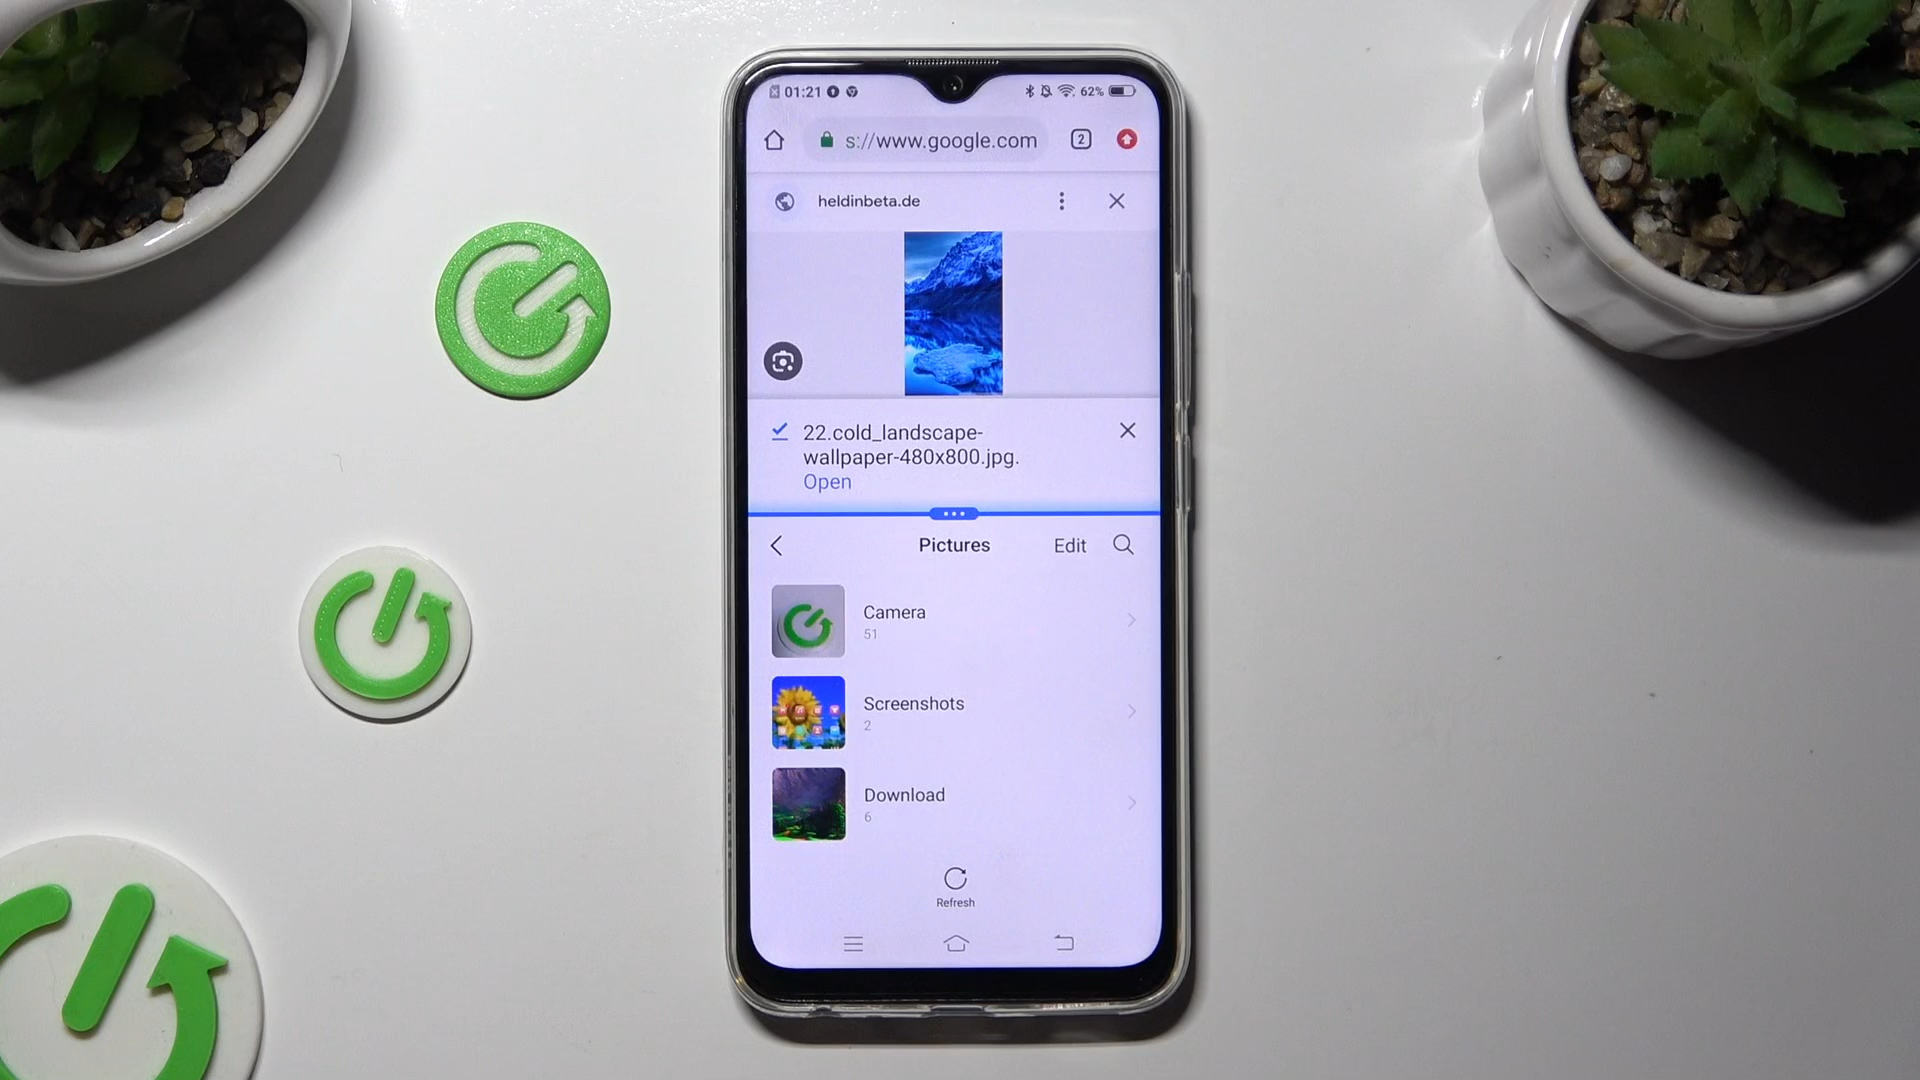 01:21 62%
s://www.google.com 2
heldinbeta.de
22.cold_landscape-
wallpaper-480x800.jpg.
Open
Pictures Edit
Camera
51
Screenshots
2
Download
6
Refresh